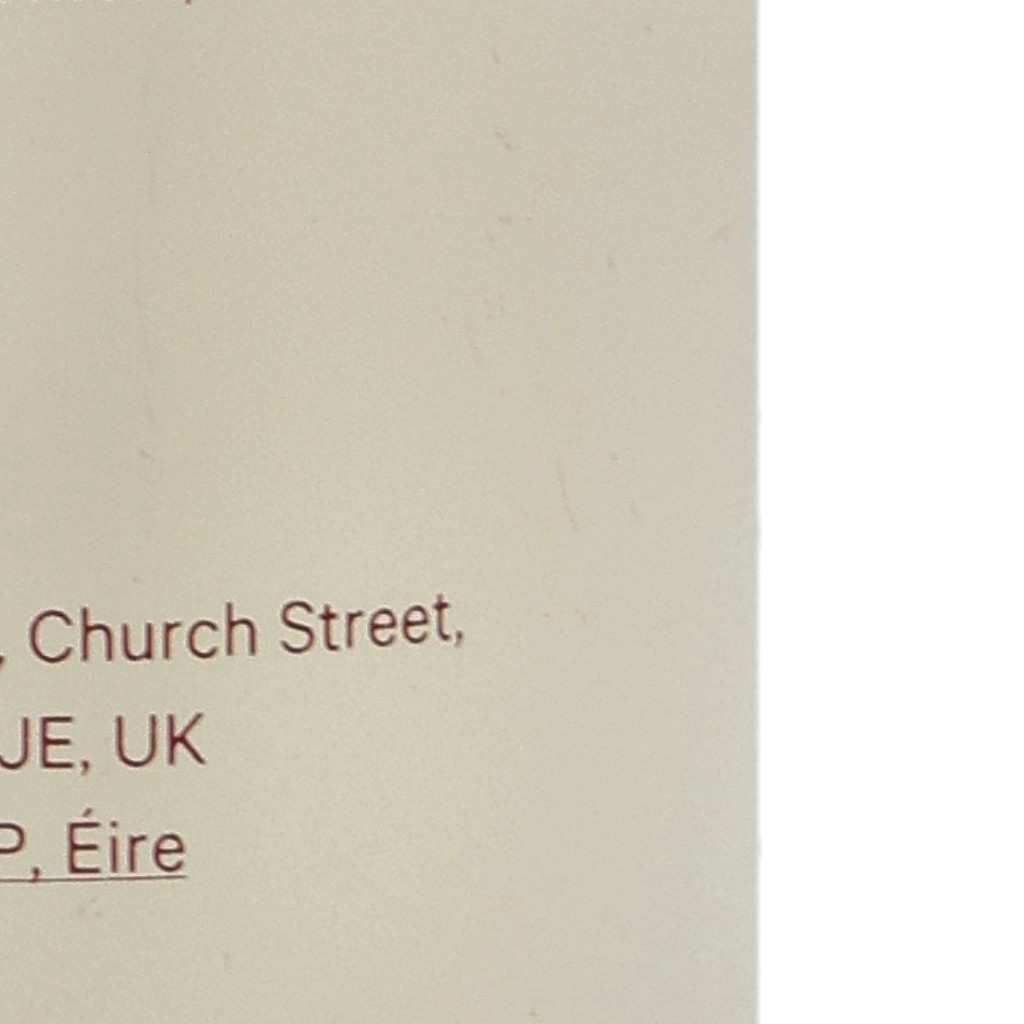 , Church Street,
JE, UK
P, Éire